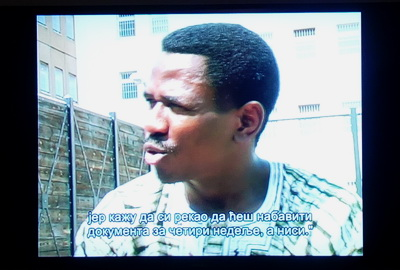 јер кажу да си рекао да ћеш набавити
документа за четири недеље, а ниси."